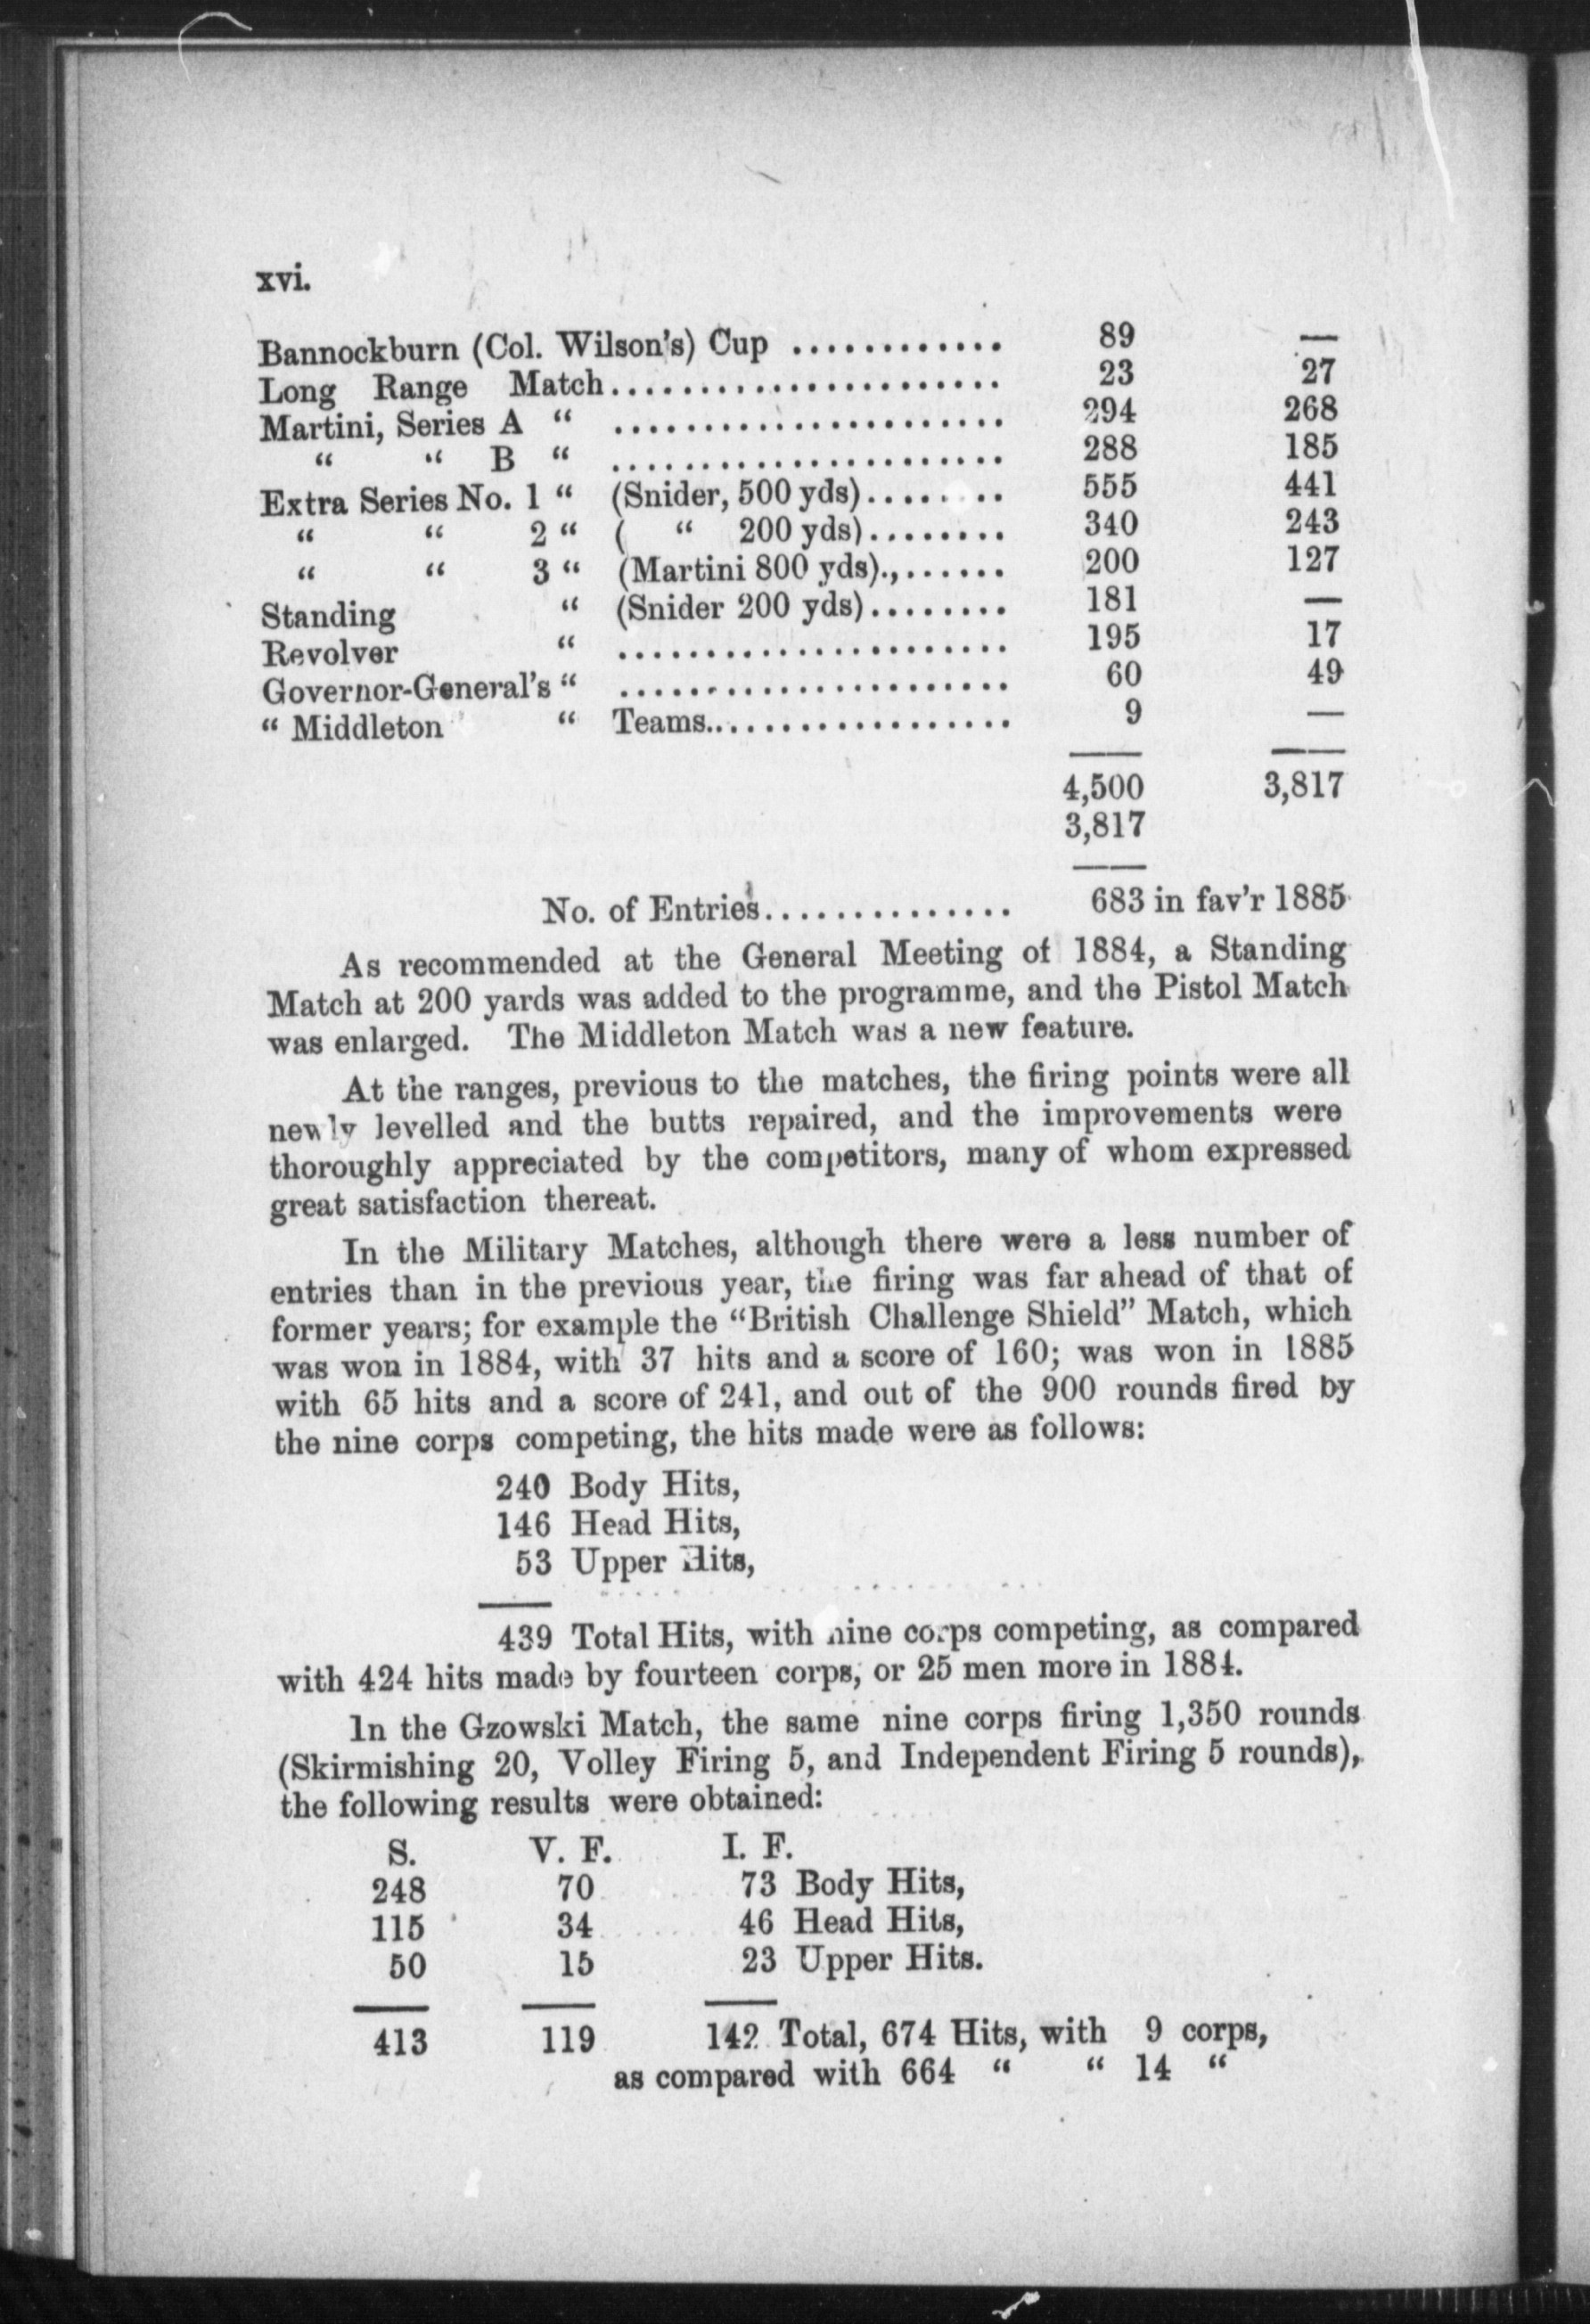 xvi.
Bannockburn (Col. Wilson's) Cup ............ 89 —
Long Range Match...................... 23 27
Martini, Series A “ ...................... 294 268
“ “ B “ ...................... 288 185
Extra Series No. 1 “ (Snider, 500 yds)........ 555 441
“ “ 2 “ ( “ 200 yds)........ 340 243
“ “ 3 “ (Martini 800 yds).,...... 200 127
Standing “ (Snider 200 yds)........ 181 —
Revolver “ ...................... 195 17
Governor-General's “ ...................... 60 49
“ Middleton “ Teams.................. 9 —
4,500 3,817
3,817
No. of Entries.............. 683 in fav'r 1885
As recommended at the General Meeting of 1884, a Standing
Match at 200 yards was added to the programme, and the Pistol Match
was enlarged. The Middleton Match was a new feature.
At the ranges, previous to the matches, the firing points were all
newly levelled and the butts repaired, and the improvements were
thoroughly appreciated by the competitors, many of whom expressed
great satisfaction thereat.
In the Military Matches, although there were a less number of
entries than in the previous year, the firing was far ahead of that of
former years; for example the “British Challenge Shield” Match, which
was won in 1884, with 37 hits and a score of 160; was won in 1885
with 65 hits and a score of 241, and out of the 900 rounds fired by
the nine corps competing, the hits made were as follows:
240 Body Hits,
146 Head Hits,
53 Upper Hits,
439 Total Hits, with nine corps competing, as compared
with 424 hits made by fourteen corps, or 25 men more in 1884.
In the Gzowski Match, the same nine corps firing 1,350 rounds
(Skirmishing 20, Volley Firing 5, and Independent Firing 5 rounds),
the following results were obtained:
S. V. F. I. F.
248 70 73 Body Hits,
115 34 46 Head Hits,
50 15 23 Upper Hits.
413 119 142 Total, 674 Hits, with 9 corps,
as compared with 664 “ “ 14 “